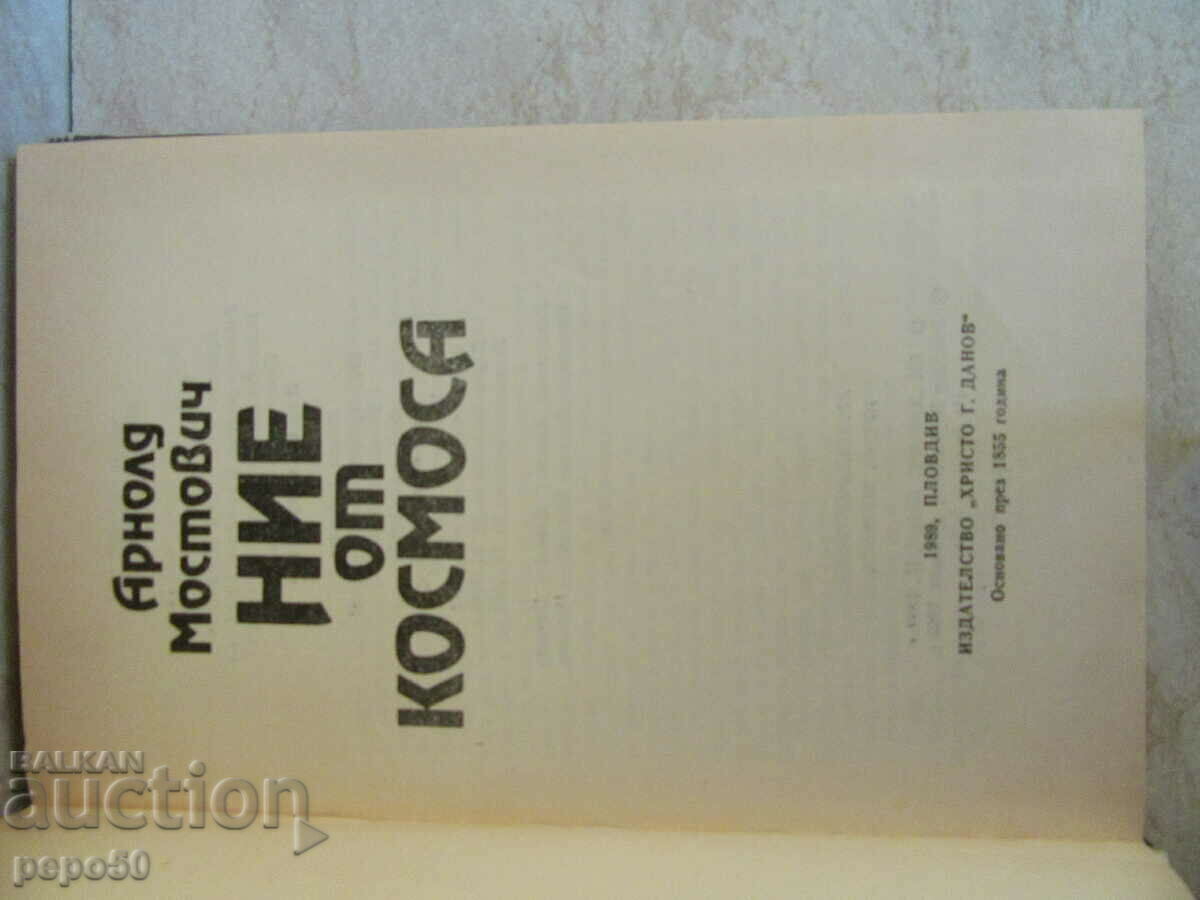 Арнолд
Мостович
НИЕ
от
КОСМОСА
1989, ПЛОВДИВ
ИЗДАТЕЛСТВО „ХРИСТО Г. ДАНОВ“
Основано през 1855 година
BALKAN
auction
pepo50